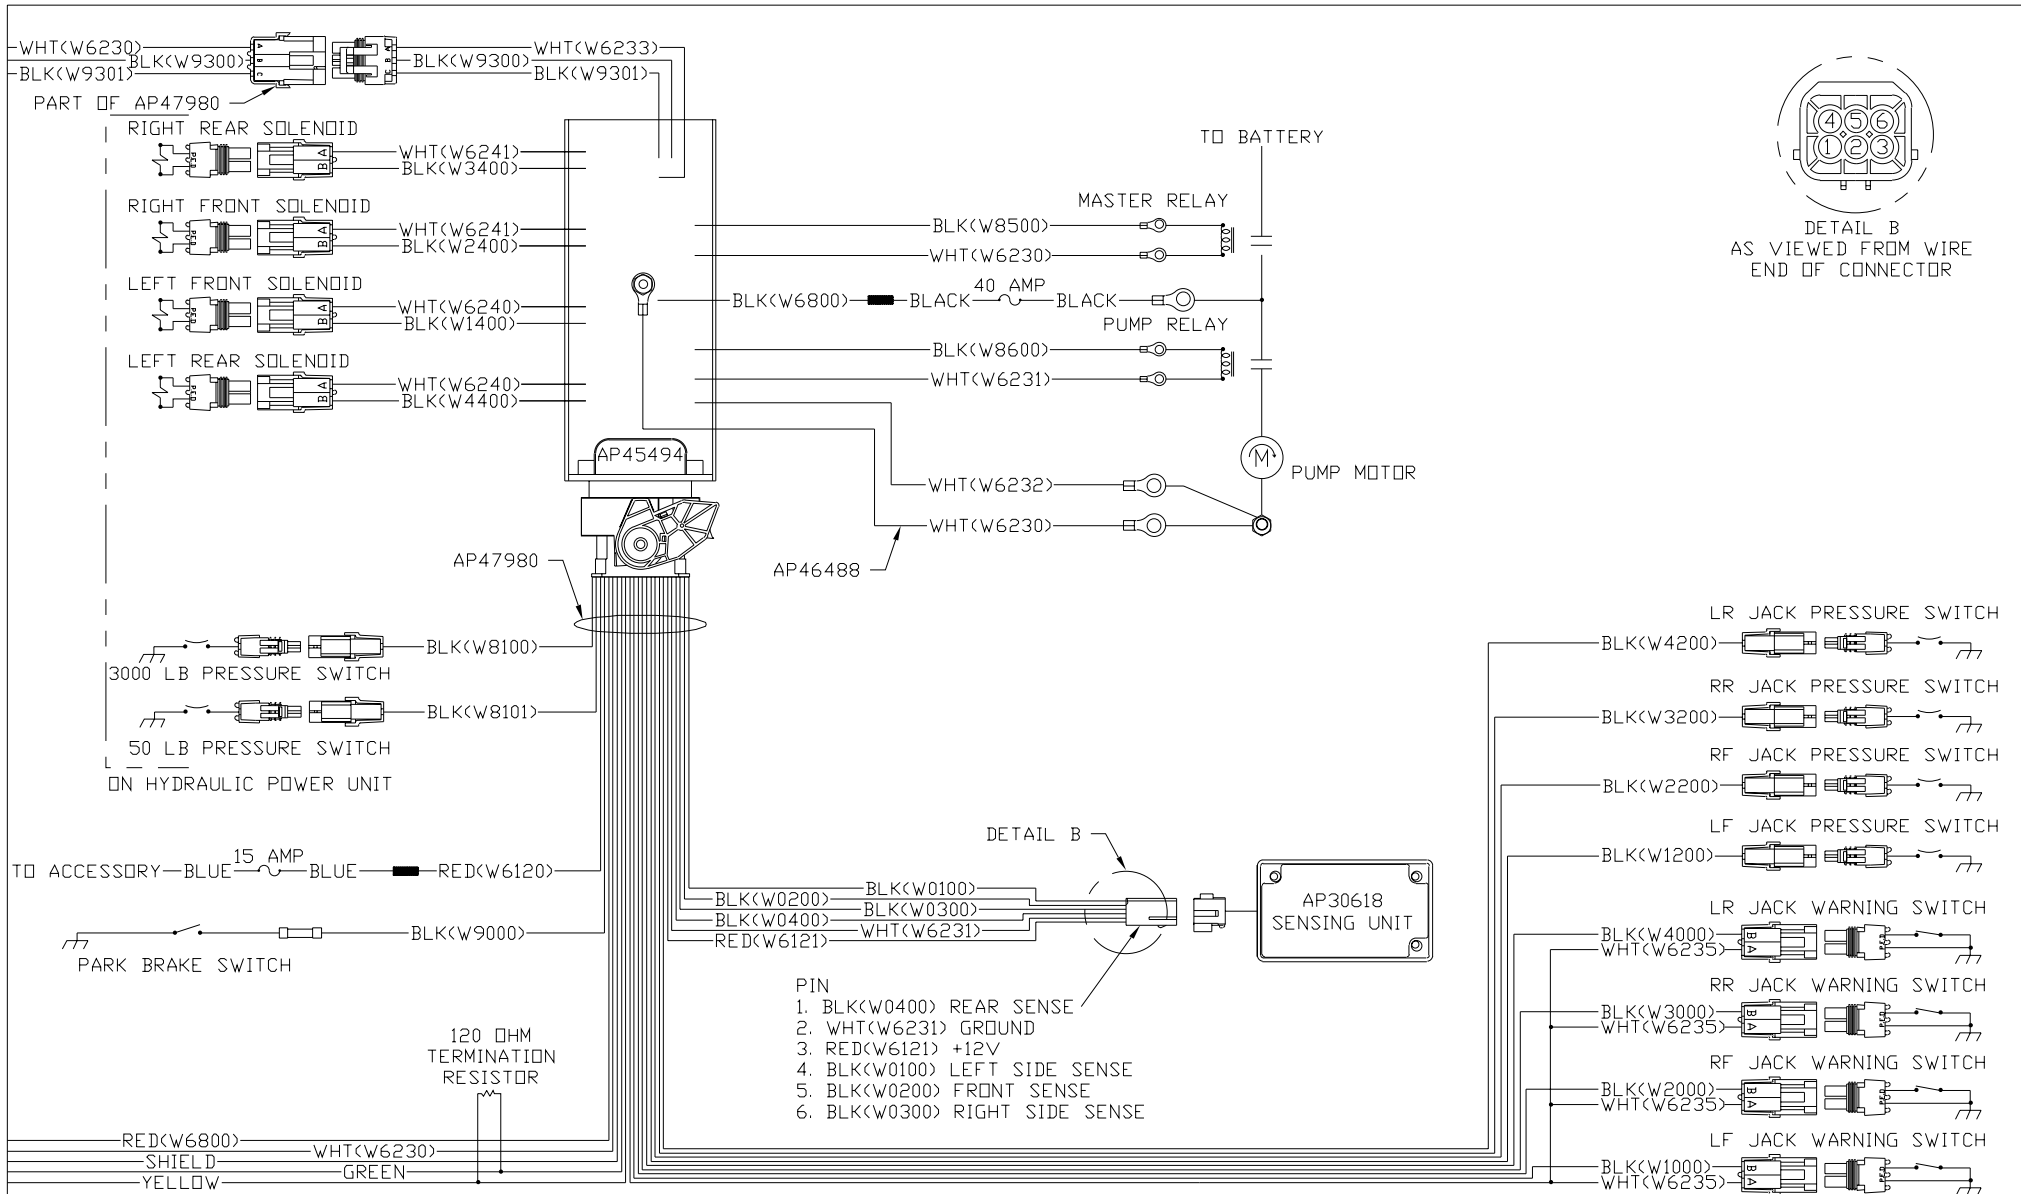 WHT(W6230)
BLK(W9300)
BLK(W9301)
A
B
C
A
B
C
WHT(W6233)
BLK(W9300)
BLK(W9301)
PART OF AP47980
RIGHT REAR SOLENOID
A
B
WHT(W6241)
BLK(W3400)
RIGHT FRONT SOLENOID
A
B
WHT(W6241)
BLK(W2400)
LEFT FRONT SOLENOID
A
B
WHT(W6240)
BLK(W1400)
LEFT REAR SOLENOID
A
B
WHT(W6240)
BLK(W4400)
TO BATTERY
MASTER RELAY
BLK(W8500)
WHT(W6230)
BLK(W6800)
BLACK
40 AMP
BLACK
PUMP RELAY
BLK(W8600)
WHT(W6231)
M
PUMP MOTOR
WHT(W6232)
WHT(W6230)
AP46488
AP45494
AP47980
4 5 6
1 2 3
DETAIL B
AS VIEWED FROM WIRE
END OF CONNECTOR
BLK(W8100)
3000 LB PRESSURE SWITCH
BLK(W8101)
50 LB PRESSURE SWITCH
ON HYDRAULIC POWER UNIT
TO ACCESSORY
BLUE
15 AMP
BLUE
RED(W6120)
BLK(W9000)
PARK BRAKE SWITCH
DETAIL B
BLK(W0100)
BLK(W0200)
BLK(W0300)
BLK(W0400)
WHT(W6231)
RED(W6121)
AP30618
SENSING UNIT
PIN
1. BLK(W0400) REAR SENSE
2. WHT(W6231) GROUND
3. RED(W6121) +12V
4. BLK(W0100) LEFT SIDE SENSE
5. BLK(W0200) FRONT SENSE
6. BLK(W0300) RIGHT SIDE SENSE
120 OHM
TERMINATION
RESISTOR
RED(W6800)
WHT(W6230)
SHIELD
GREEN
YELLOW
LR JACK PRESSURE SWITCH
BLK(W4200)
RR JACK PRESSURE SWITCH
BLK(W3200)
RF JACK PRESSURE SWITCH
BLK(W2200)
LF JACK PRESSURE SWITCH
BLK(W1200)
LR JACK WARNING SWITCH
BLK(W4000)
WHT(W6235)
B
A
RR JACK WARNING SWITCH
BLK(W3000)
WHT(W6235)
B
A
RF JACK WARNING SWITCH
BLK(W2000)
WHT(W6235)
B
A
LF JACK WARNING SWITCH
BLK(W1000)
WHT(W6235)
B
A